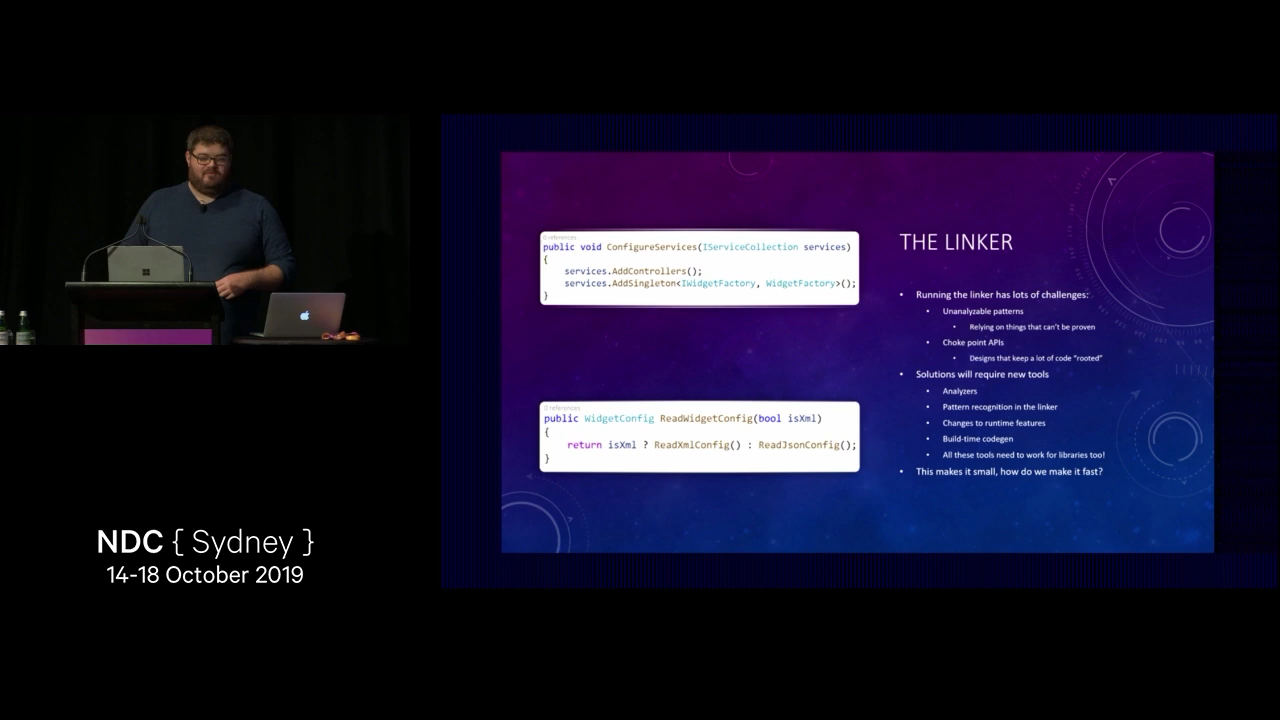 0 references
public void ConfigureServices(IServiceCollection services)
{
services.AddControllers();
services.AddSingleton<IWidgetFactory, WidgetFactory>();
}
0 references
public WidgetConfig ReadWidgetConfig(bool isXml)
{
return isXml ? ReadXmlConfig() : ReadJsonConfig();
}
THE LINKER
• Running the linker has lots of challenges:
• Unanalyzable patterns
• Relying on things that can't be proven
• Choke point APIs
• Designs that keep a lot of code "rooted"
• Solutions will require new tools
• Analyzers
• Pattern recognition in the linker
• Changes to runtime features
• Build-time codegen
• All these tools need to work for libraries too!
• This makes it small, how do we make it fast?
NDC { Sydney }
14-18 October 2019